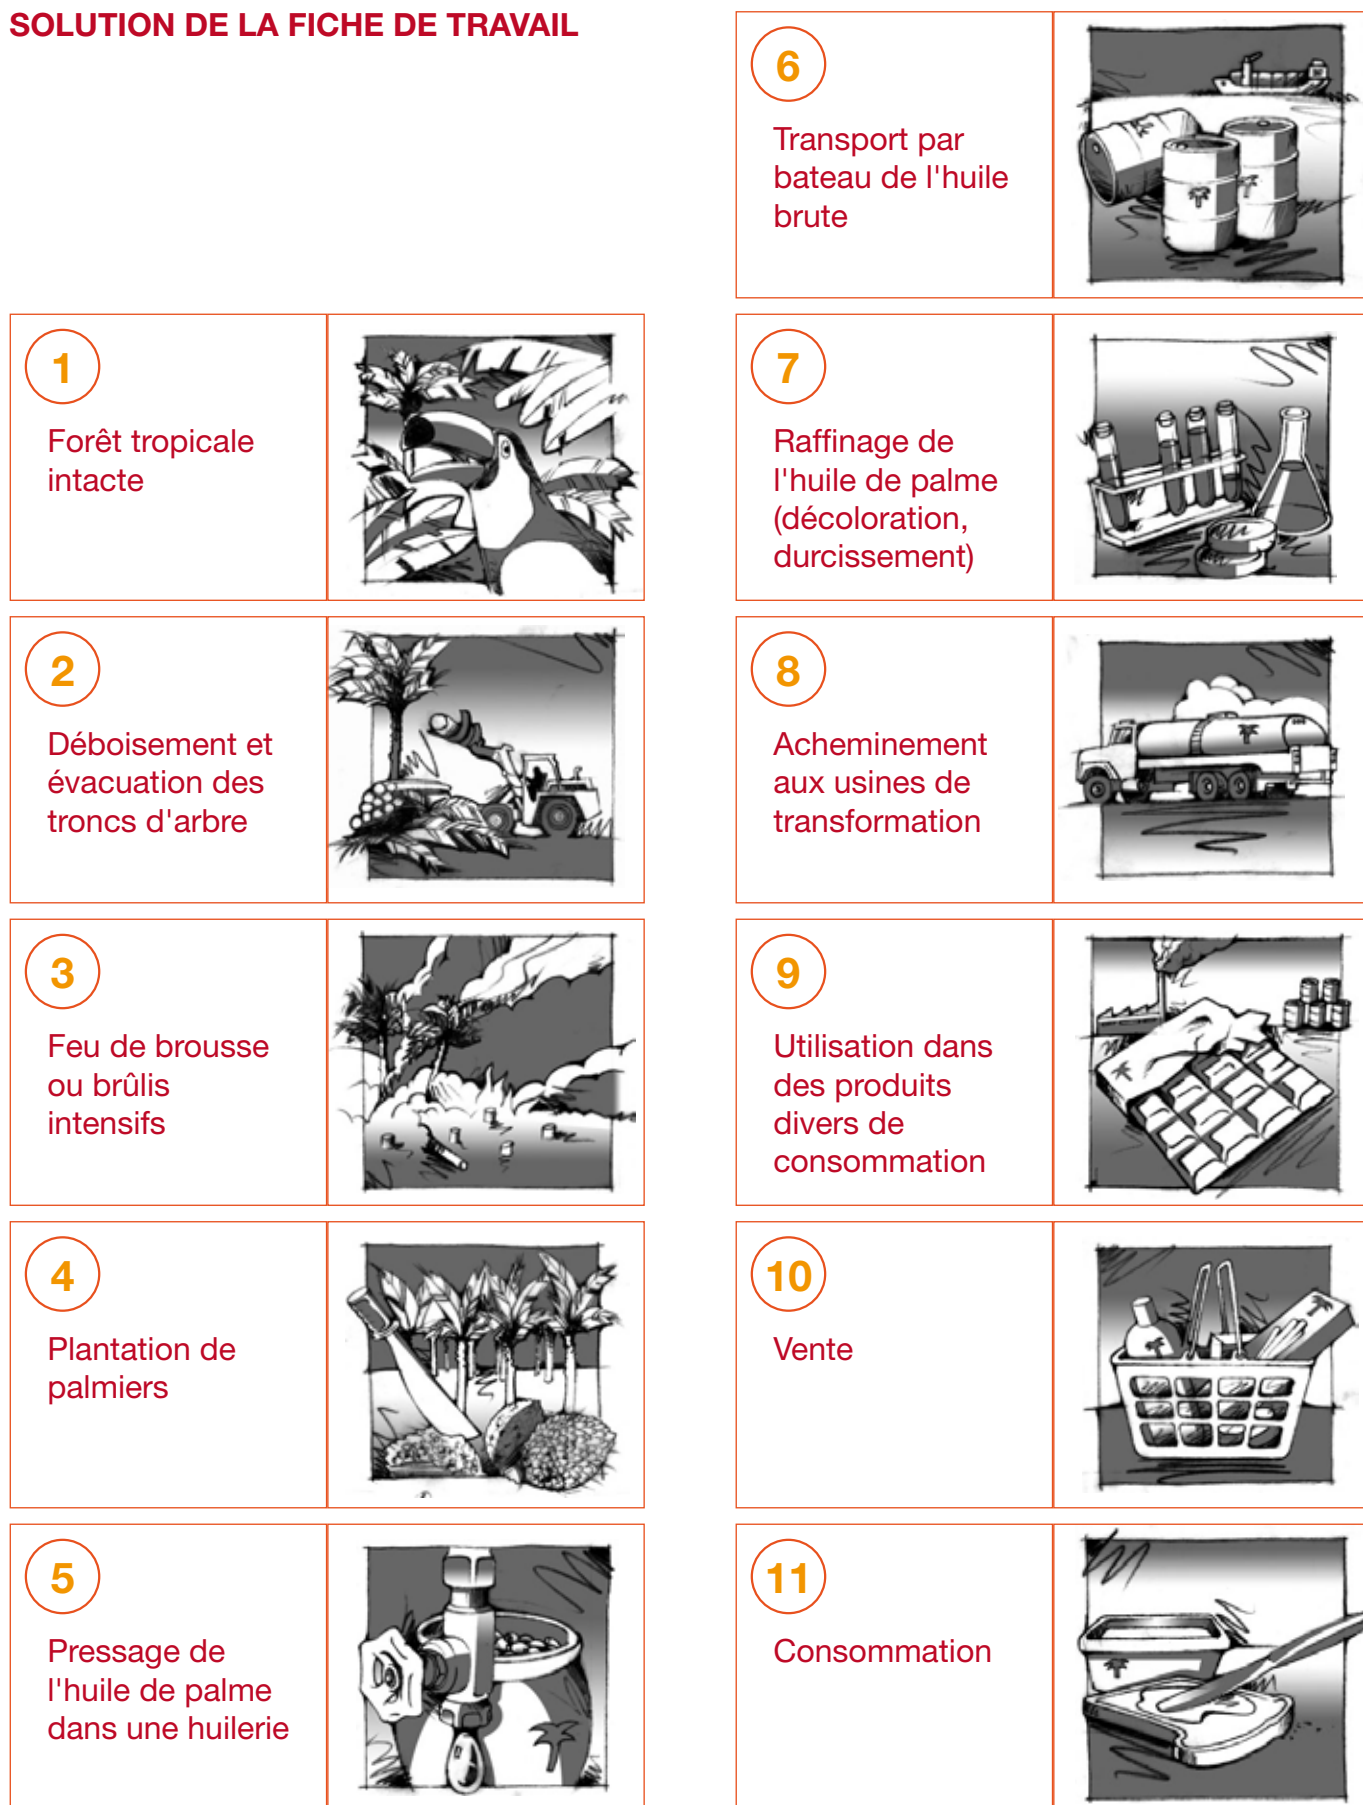 SOLUTION DE LA FICHE DE TRAVAIL
1
Forêt tropicale
intacte
2
Déboisement et
évacuation des
troncs d'arbre
3
Feu de brousse
ou brûlis
intensifs
4
Plantation de
palmiers
5
Pressage de
l'huile de palme
dans une huilerie
6
Transport par
bateau de l'huile
brute
7
Raffinage de
l'huile de palme
(décoloration,
durcissement)
8
Acheminement
aux usines de
transformation
9
Utilisation dans
des produits
divers de
consommation
10
Vente
11
Consommation